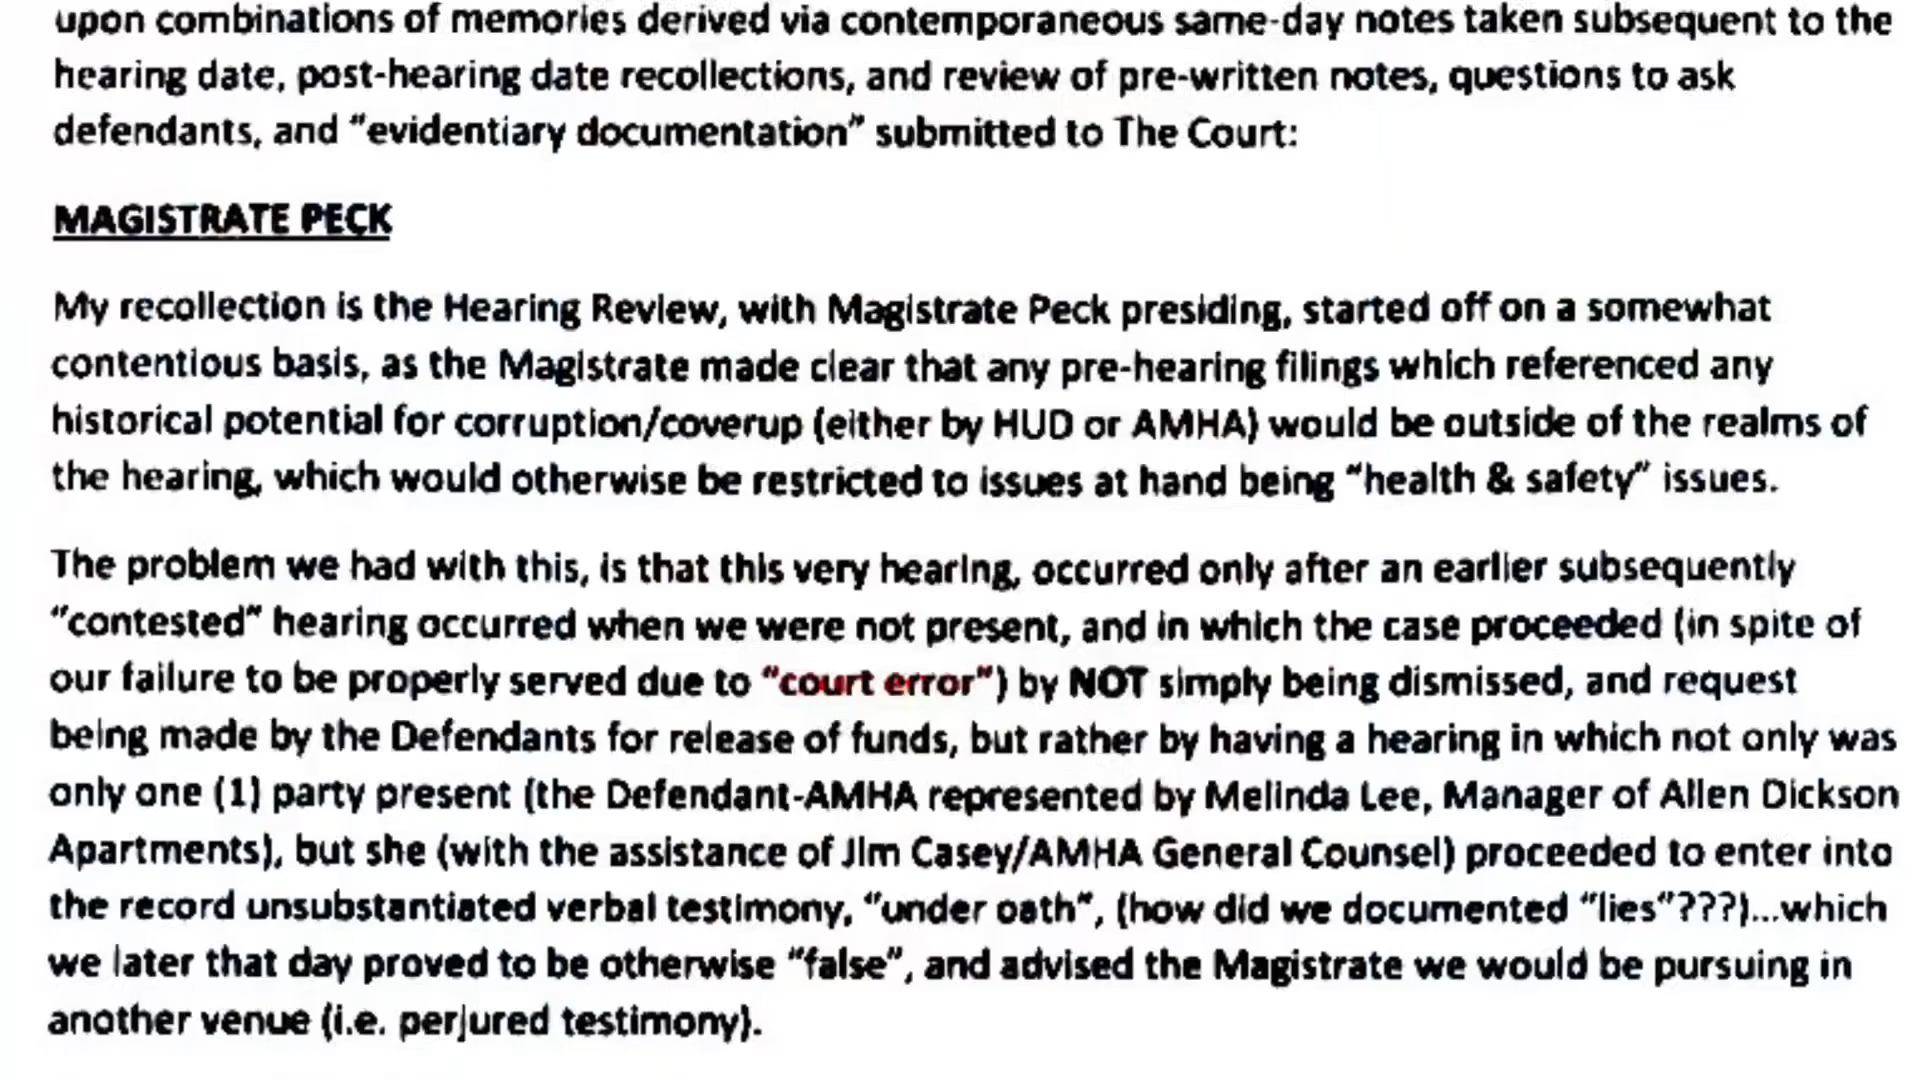 upon combinations of memories derived via contemporaneous same-day notes taken subsequent to the
hearing date, post-hearing date recollections, and review of pre-written notes, questions to ask
defendants, and "evidentiary documentation" submitted to The Court:
MAGISTRATE PECK
My recollection is the Hearing Review, with Magistrate Peck presiding, started off on a somewhat
contentious basis, as the Magistrate made clear that any pre-hearing filings which referenced any
historical potential for corruption/coverup (either by HUD or AMHA) would be outside of the realms of
the hearing, which would otherwise be restricted to issues at hand being "health & safety" issues.
The problem we had with this, is that this very hearing, occurred only after an earlier subsequently
"contested" hearing occurred when we were not present, and in which the case proceeded (in spite of
our failure to be properly served due to "court error") by NOT simply being dismissed, and request
being made by the Defendants for release of funds, but rather by having a hearing in which not only was
only one (1) party present (the Defendant-AMHA represented by Melinda Lee, Manager of Allen Dickson
Apartments), but she (with the assistance of Jim Casey/AMHA General Counsel) proceeded to enter into
the record unsubstantiated verbal testimony, "under oath", (how did we documented "lies"???)...which
we later that day proved to be otherwise "false", and advised the Magistrate we would be pursuing in
another venue (i.e. perjured testimony).